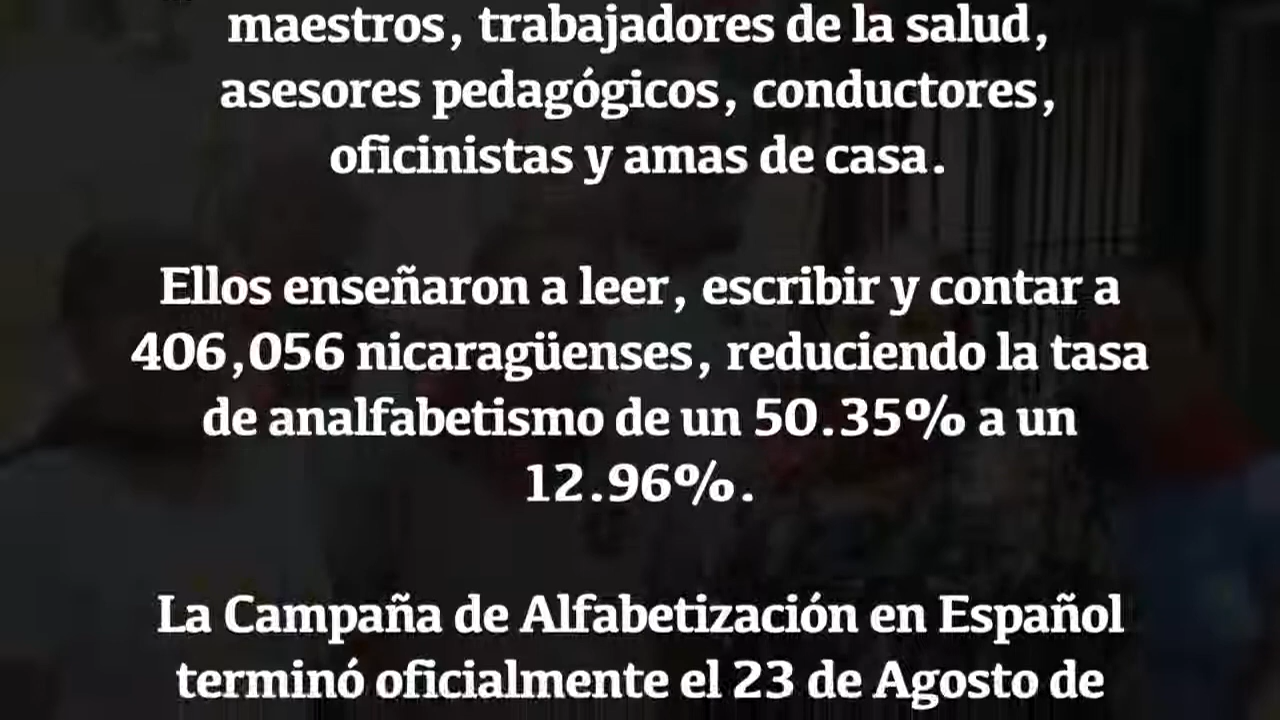 maestros, trabajadores de la salud,
asesores pedagógicos, conductores,
oficinistas y amas de casa.
Ellos enseñaron a leer, escribir y contar a
406,056 nicaragüenses, reduciendo la tasa
de analfabetismo de un 50.35% a un
12.96%.
La Campaña de Alfabetización en Español
terminó oficialmente el 23 de Agosto de